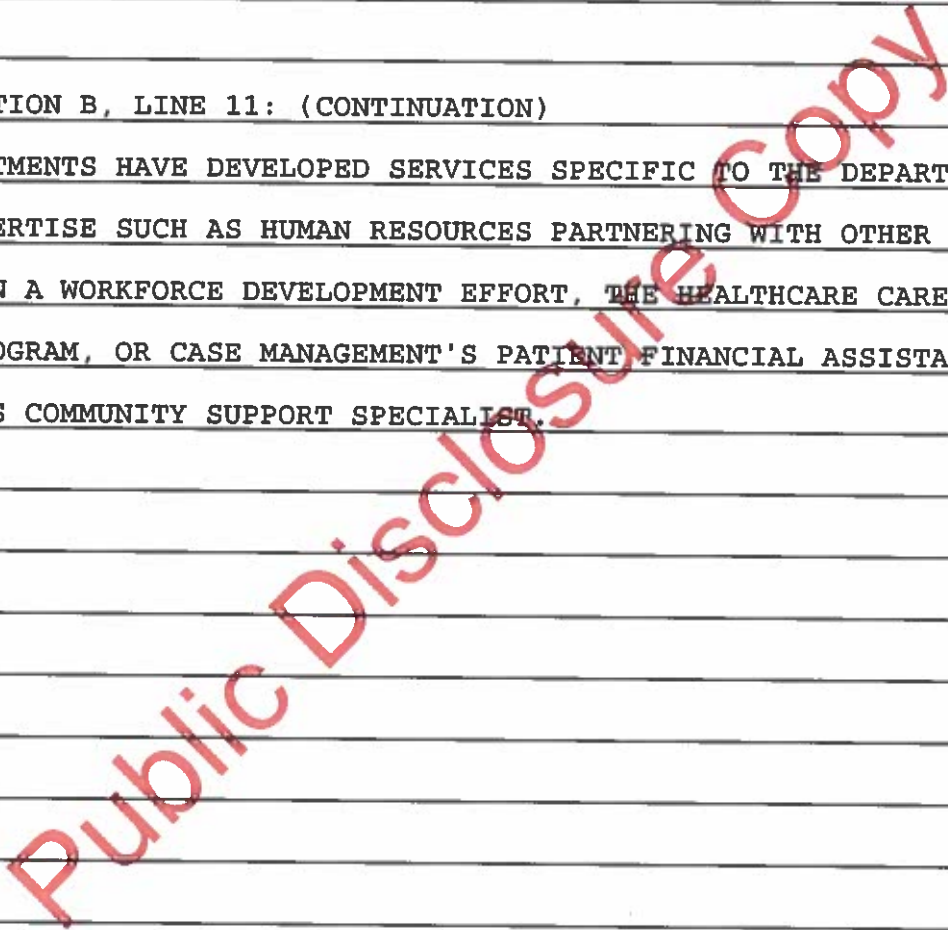 TION B, LINE 11: (CONTINUATION)
TMENTS HAVE DEVELOPED SERVICES SPECIFIC TO THE DEPART
ERTISE SUCH AS HUMAN RESOURCES PARTNERING WITH OTHER
N A WORKFORCE DEVELOPMENT EFFORT, THE HEALTHCARE CARE
OGRAM, OR CASE MANAGEMENT'S PATIENT FINANCIAL ASSISTA
S COMMUNITY SUPPORT SPECIALIST.
Public Disclosure Copy